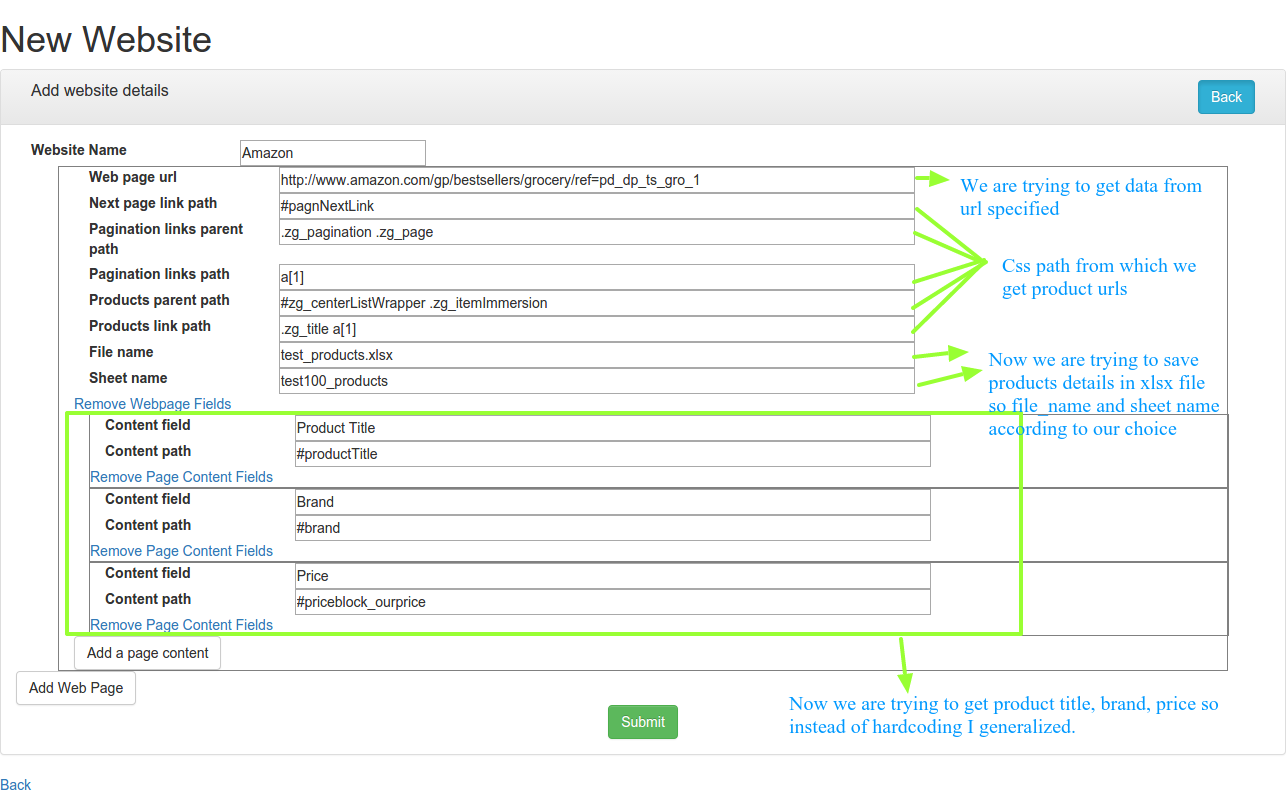 New Website
Add website details
Back
Website Name
Amazon
Web page url
http://www.amazon.com/gp/bestsellers/grocery/ref=pd_dp_ts_gro_1
We are trying to get data from
url specified
Next page link path
#pagnNextLink
Pagination links parent
path
.zg_pagination .zg_page
Css path from which we
get product urls
Pagination links path
a[1]
Products parent path
#zg_centerListWrapper .zg_itemImmersion
Products link path
.zg_title a[1]
File name
test_products.xlsx
Sheet name
test100_products
Now we are trying to save
products details in xlsx file
so file_name and sheet name
according to our choice
Remove Webpage Fields
Content field
Product Title
Content path
#productTitle
Remove Page Content Fields
Content field
Brand
Content path
#brand
Remove Page Content Fields
Content field
Price
Content path
#priceblock_ourprice
Remove Page Content Fields
Add a page content
Add Web Page
Submit
Now we are trying to get product title, brand, price so
instead of hardcoding I generalized.
Back